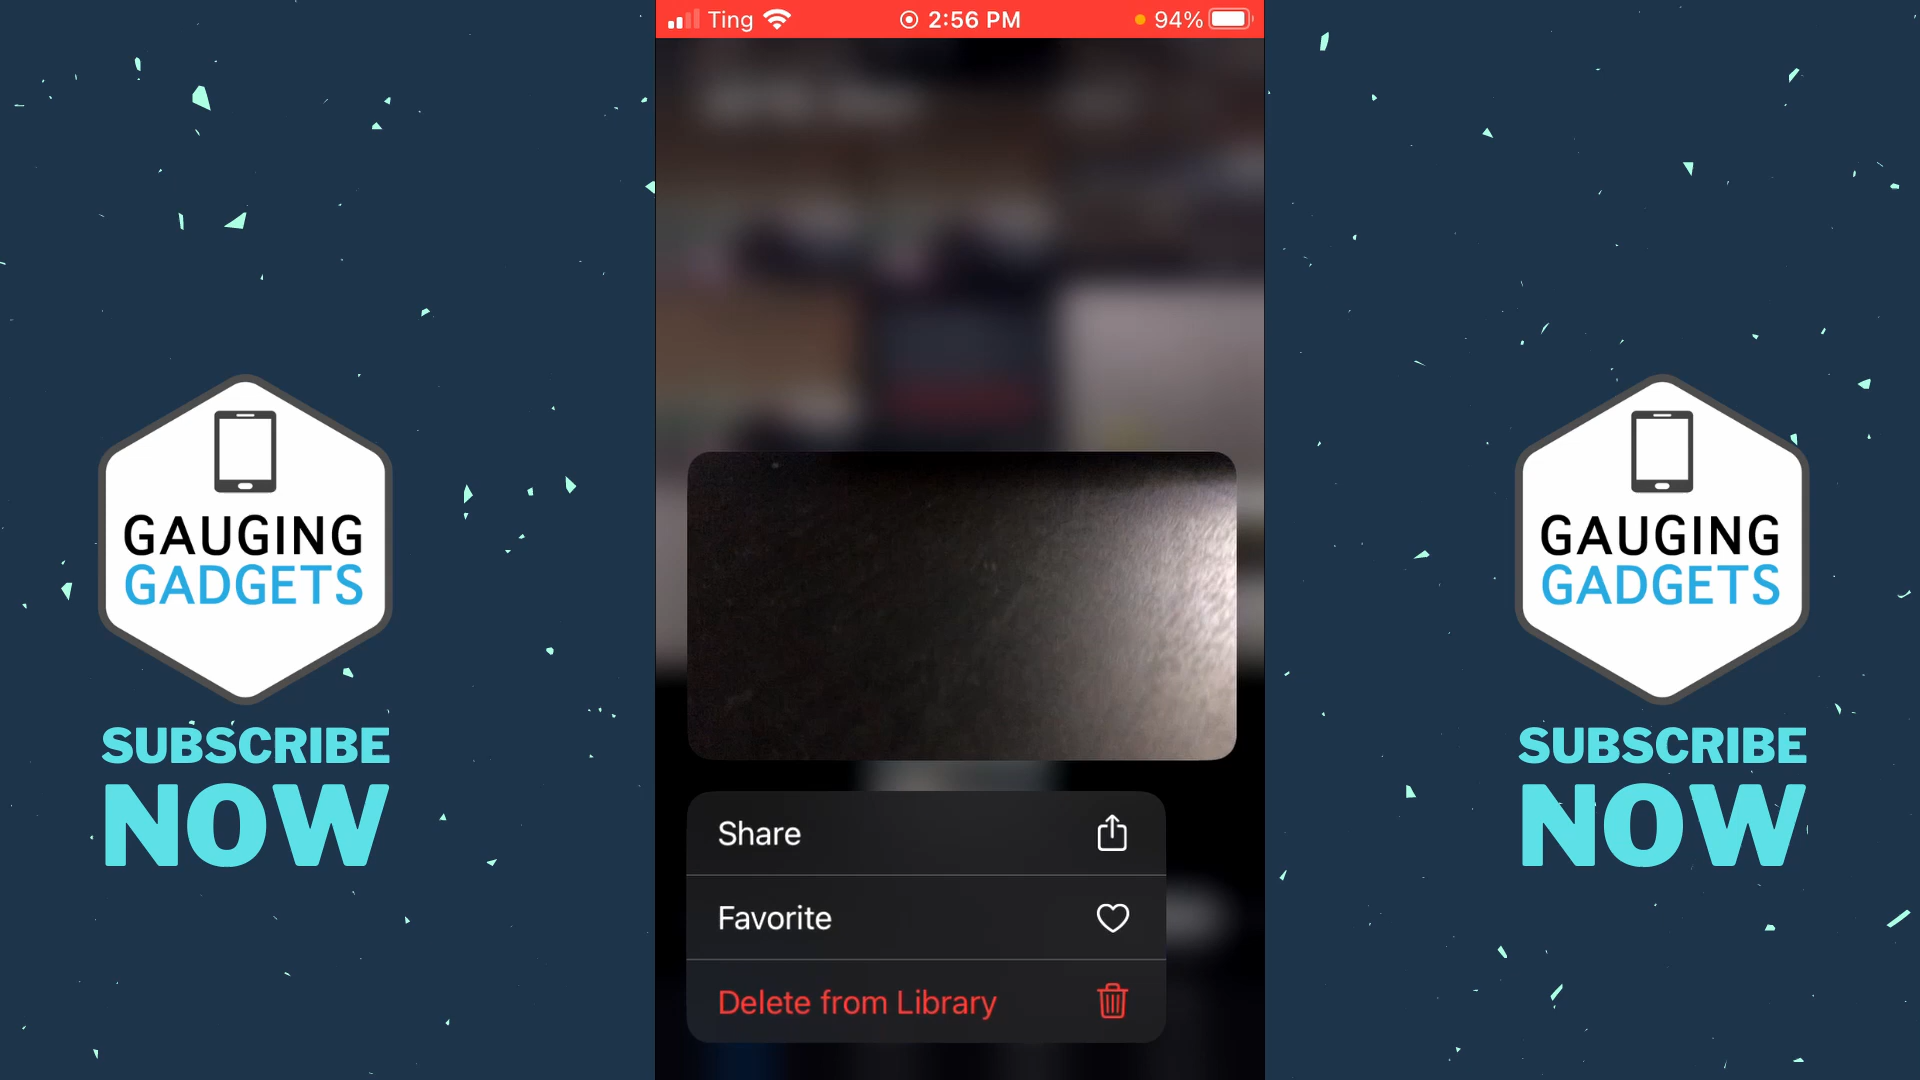 Ting 2:56 PM 94%
GAUGING
GADGETS
SUBSCRIBE
NOW
Share
Favorite
Delete from Library
GAUGING
GADGETS
SUBSCRIBE
NOW